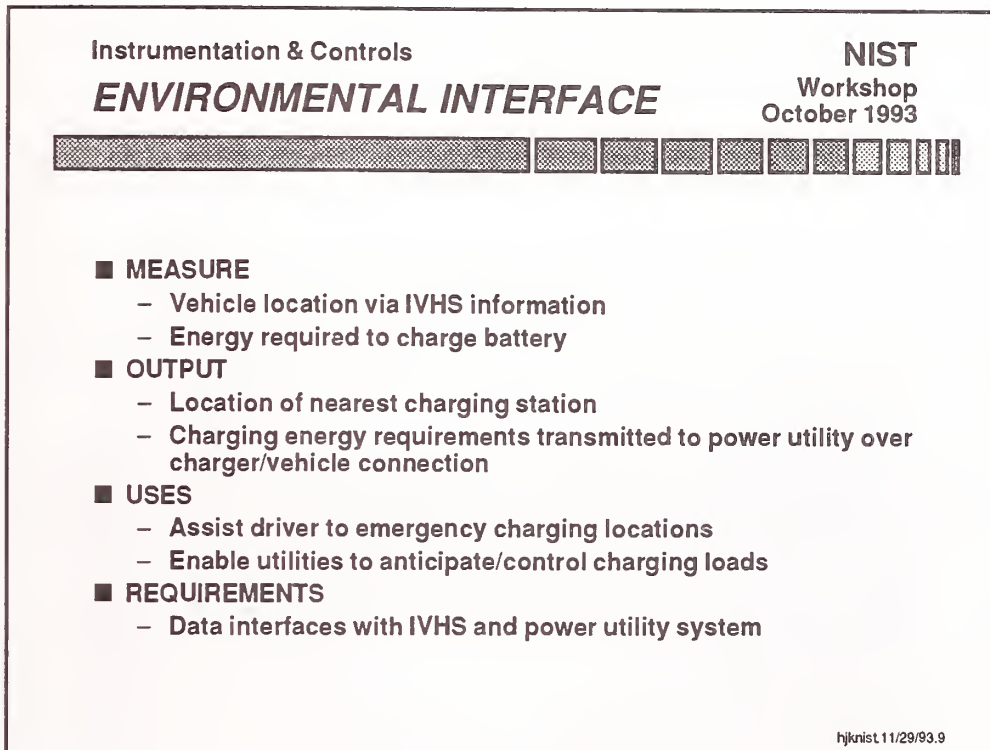 Instrumentation & Controls
ENVIRONMENTAL INTERFACE
NIST
Workshop
October 1993
■ MEASURE
– Vehicle location via IVHS information
– Energy required to charge battery
■ OUTPUT
– Location of nearest charging station
– Charging energy requirements transmitted to power utility over
charger/vehicle connection
■ USES
– Assist driver to emergency charging locations
– Enable utilities to anticipate/control charging loads
■ REQUIREMENTS
– Data interfaces with IVHS and power utility system
hjknist.11/29/93.9